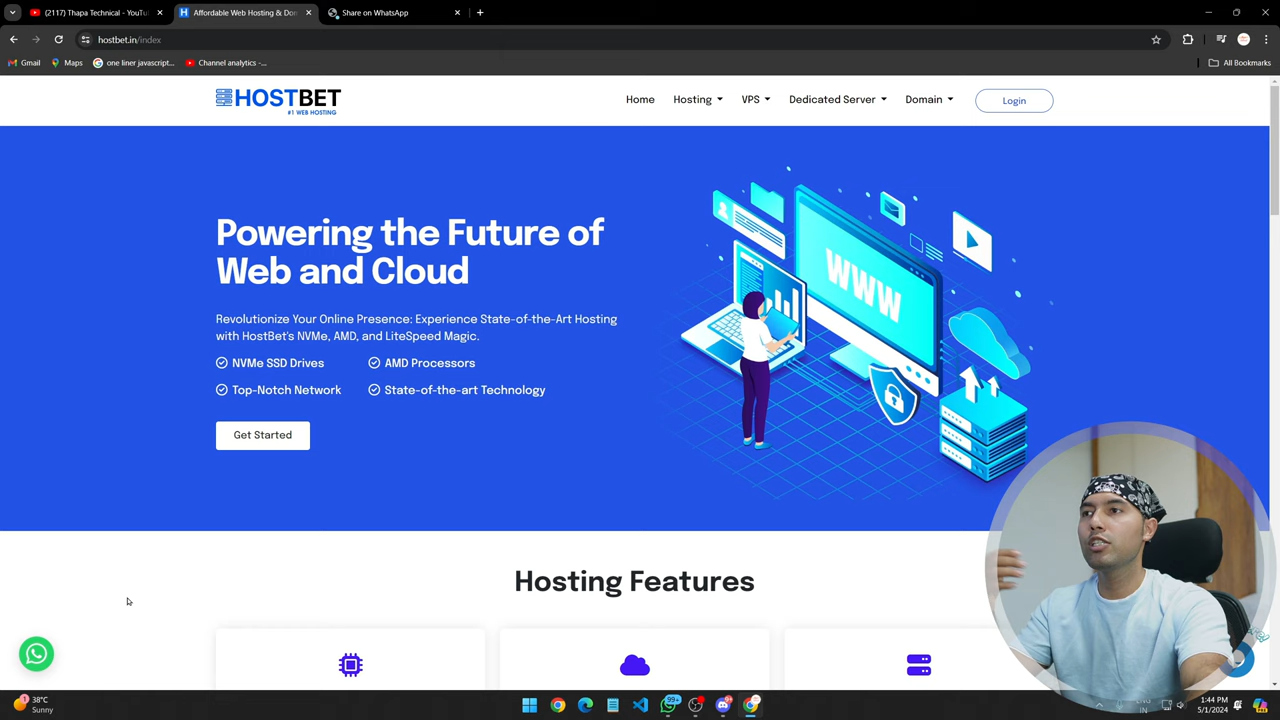 (2117) Thapa Technical - YouTu
Affordable Web Hosting & Don
Share on WhatsApp
hostbet.in/index
Gmail
Maps
one liner javascript...
Channel analytics -...
All Bookmarks
HOSTBET
#1 WEB HOSTING
Home
Hosting
VPS
Dedicated Server
Domain
Login
Powering the Future of
Web and Cloud
Revolutionize Your Online Presence: Experience State-of-the-Art Hosting
with HostBet's NVMe, AMD, and LiteSpeed Magic.
NVMe SSD Drives
AMD Processors
Top-Notch Network
State-of-the-art Technology
Get Started
WWW
Hosting Features
38°C
Sunny
99+
ENG
IN
1:44 PM
5/1/2024